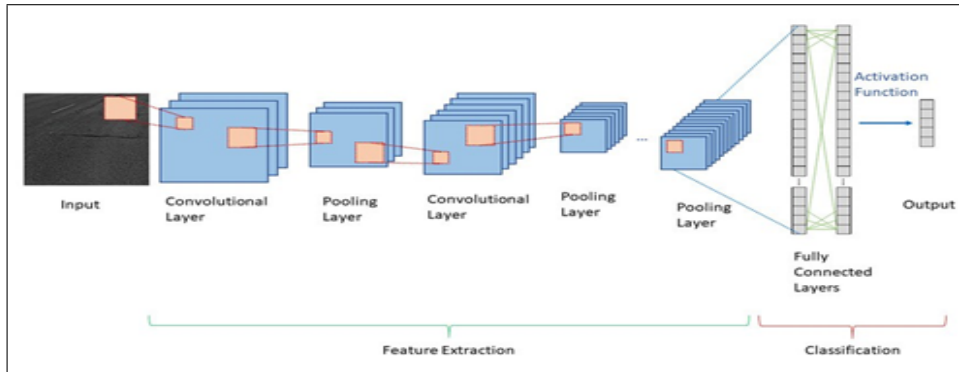 Input
Convolutional
Layer
Pooling
Layer
Convolutional
Layer
Pooling
Layer
...
Pooling
Layer
Fully
Connected
Layers
Activation
Function
Output
Feature Extraction
Classification